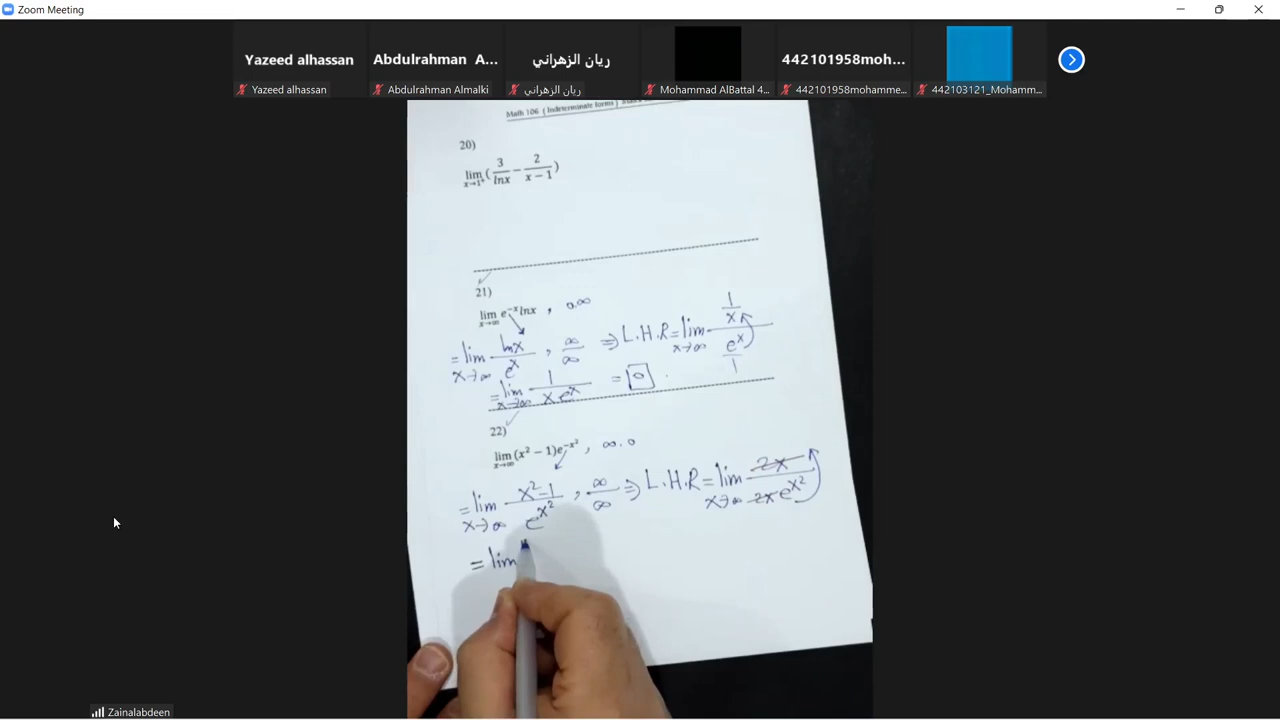 Zoom Meeting
Yazeed alhassan
Abdulrahman A...
ريان الزهراني
442101958moh...
Yazeed alhassan
Abdulrahman Almalki
ريان الزهراني
Mohammad AlBattal 4...
442101958mohamme...
442103121_Mohamm...
Math 106 ( Indeterminate forms )
20)
lim x→1⁺ ( 3/lnx − 2/(x − 1) )
21)
lim x→∞ e^{-x} lnx , 0.∞
= lim x→∞ lnx / e^x , ∞/∞ ⇒ L.H.R = lim x→∞ (1/x) / (e^x/1)
= lim x→∞ 1 / (x e^x) = 0 .
22)
lim x→∞ (x² − 1)e^{-x²} , ∞.0
= lim x→∞ (x²-1) / e^{x²} , ∞/∞ ⇒ L.H.R = lim x→∞ 2x / (2x e^{x²})
= lim
Zainalabdeen